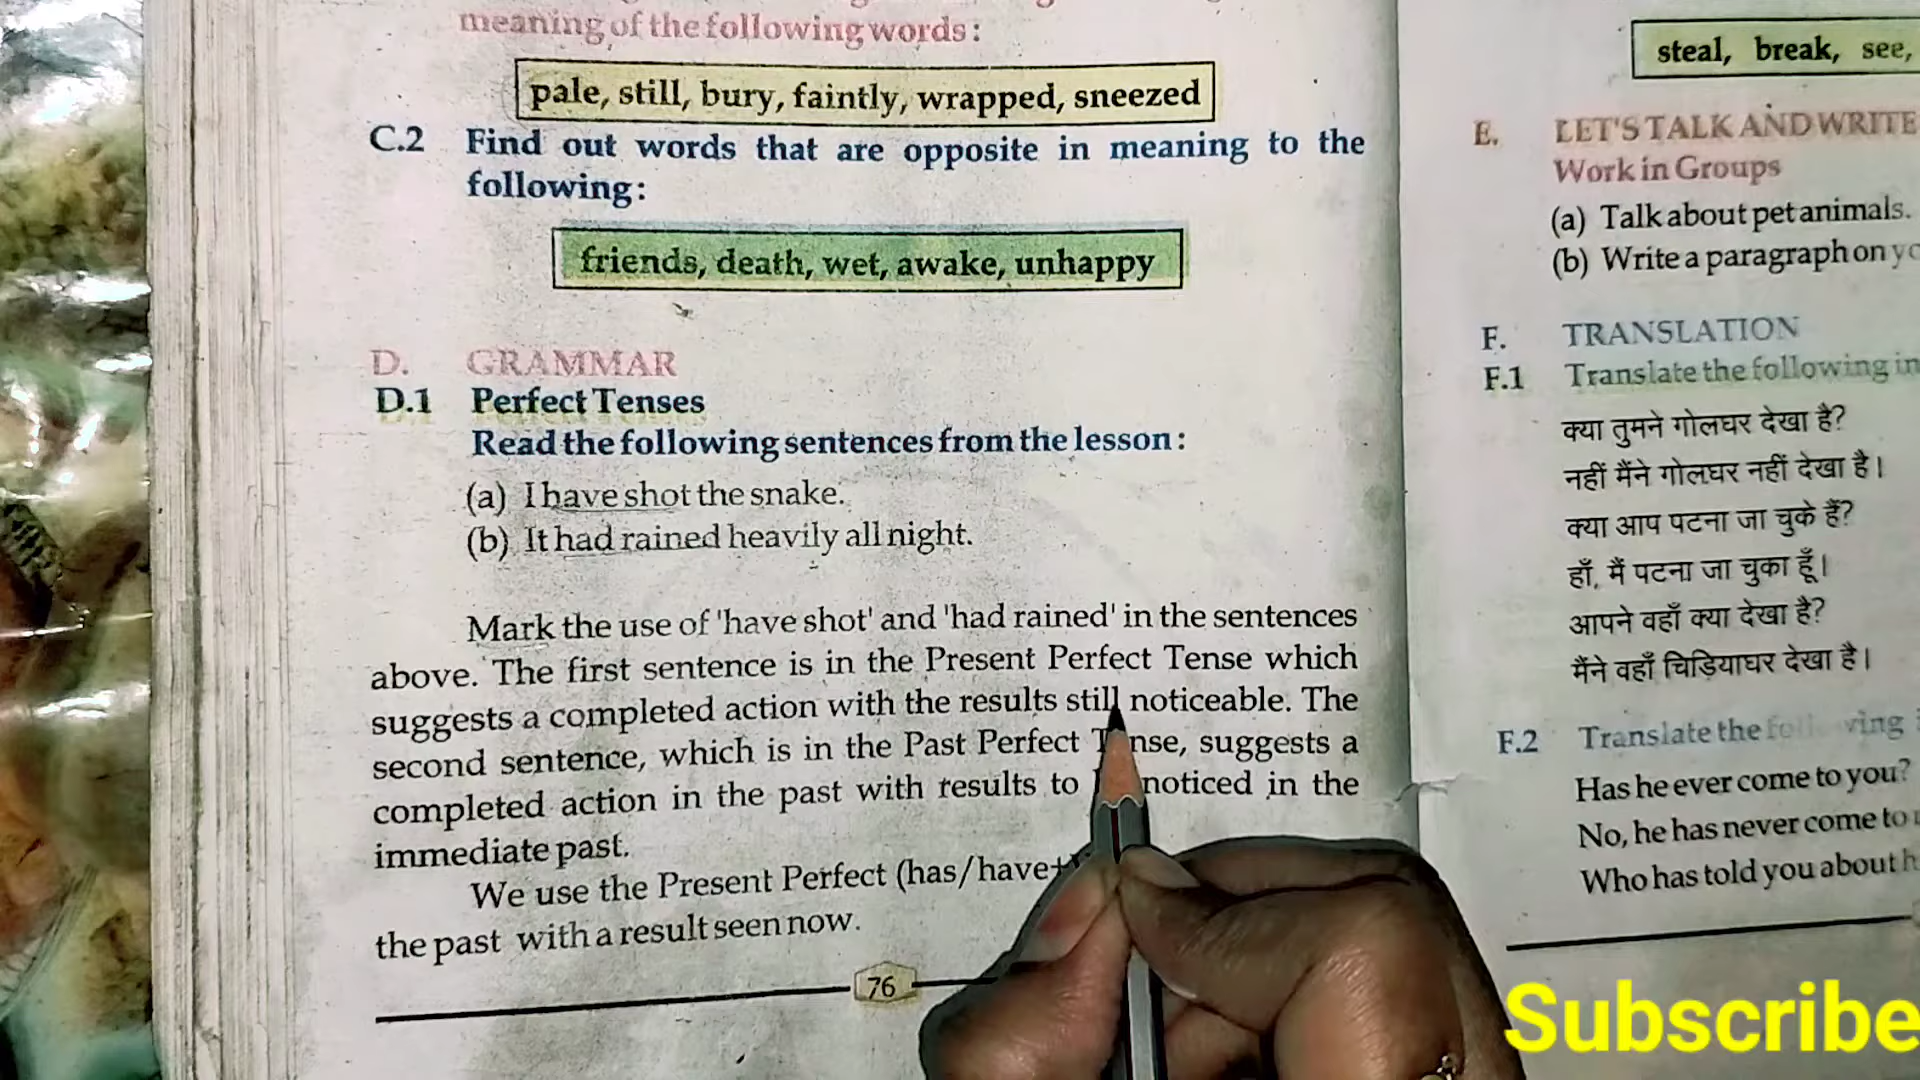 meaning of the following words:
pale, still, bury, faintly, wrapped, sneezed
C.2 Find out words that are opposite in meaning to the
following:
friends, death, wet, awake, unhappy
D. GRAMMAR
D.1 Perfect Tenses
Read the following sentences from the lesson:
(a) I have shot the snake.
(b) It had rained heavily all night.
Mark the use of 'have shot' and 'had rained' in the sentences
above. The first sentence is in the Present Perfect Tense which
suggests a completed action with the results still noticeable. The
second sentence, which is in the Past Perfect Tense, suggests a
completed action in the past with results to noticed in the
immediate past.
We use the Present Perfect (has/have+
the past with a result seen now.
76
steal, break, see,
E. LET'S TALK AND WRITE
Work in Groups
(a) Talk about pet animals.
(b) Write a paragraph on
F. TRANSLATION
F.1 Translate the following in
क्या तुमने गोलघर देखा है?
नहीं मैंने गोलघर नहीं देखा है।
क्या आप पटना जा चुके हैं?
हाँ, मैं पटना जा चुका हूँ।
आपने वहाँ क्या देखा है?
मैंने वहाँ चिड़ियाघर देखा है।
F.2 Translate the following
Has he ever come to you?
No, he has never come to
Who has told you about
Subscribe